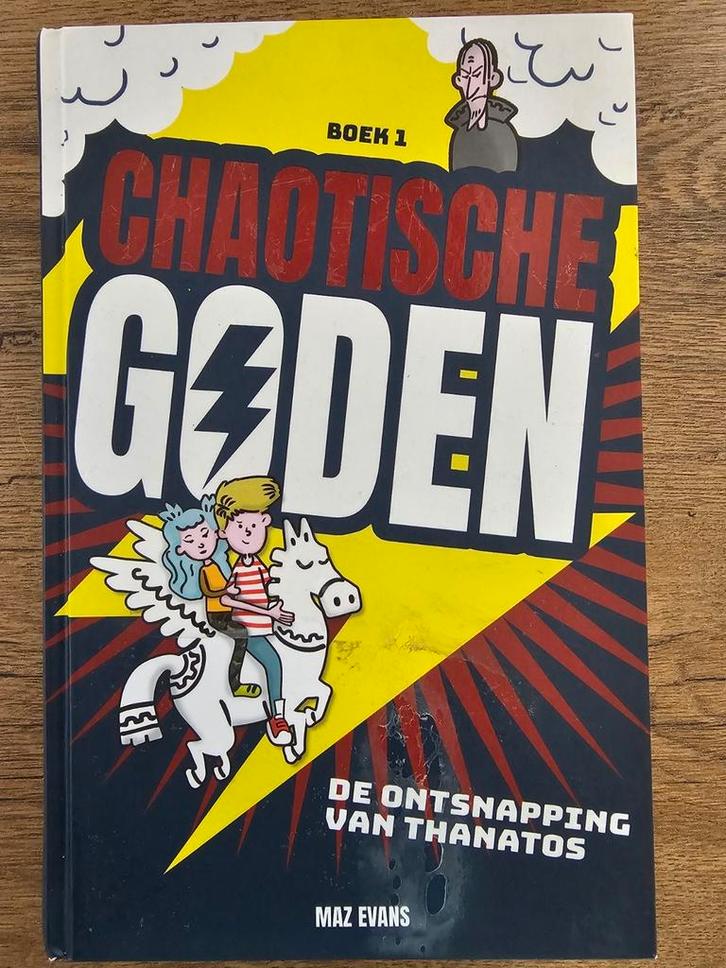 BOEK 1
CHAOTISCHE
GODEN
DE ONTSNAPPING
VAN THANATOS
MAZ EVANS